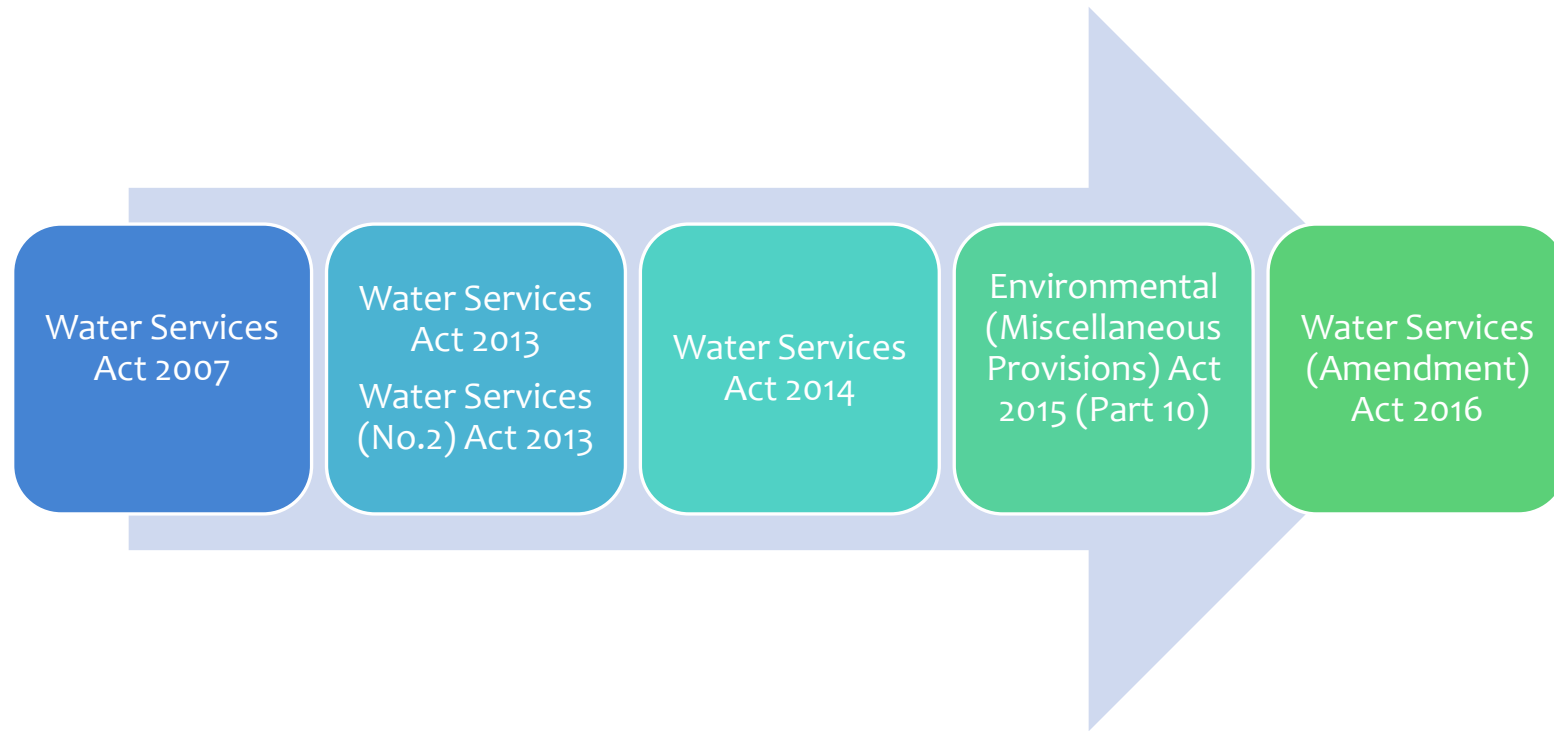 Water Services
Act 2007
Water Services
Act 2013
Water Services
(No.2) Act 2013
Water Services
Act 2014
Environmental
(Miscellaneous
Provisions) Act
2015 (Part 10)
Water Services
(Amendment)
Act 2016